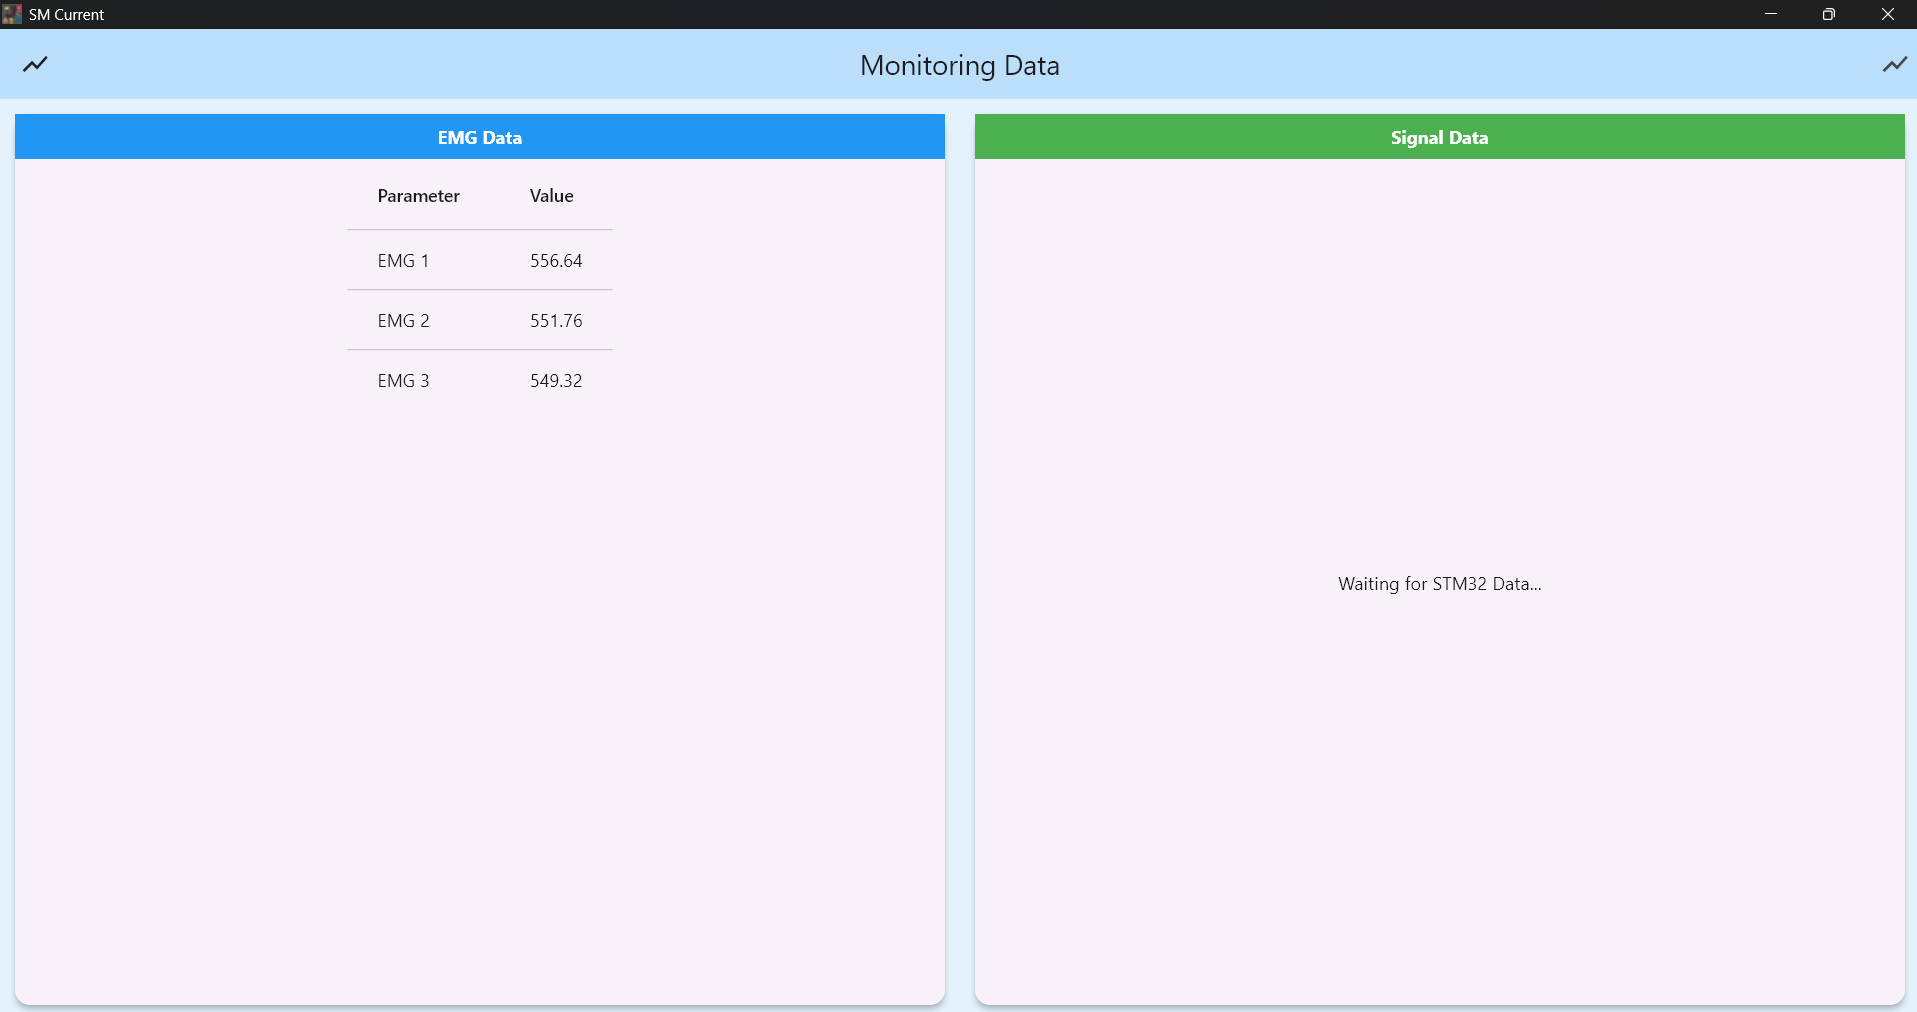 SM Current
Monitoring Data
EMG Data
Parameter Value
EMG 1 556.64
EMG 2 551.76
EMG 3 549.32
Signal Data
Waiting for STM32 Data...